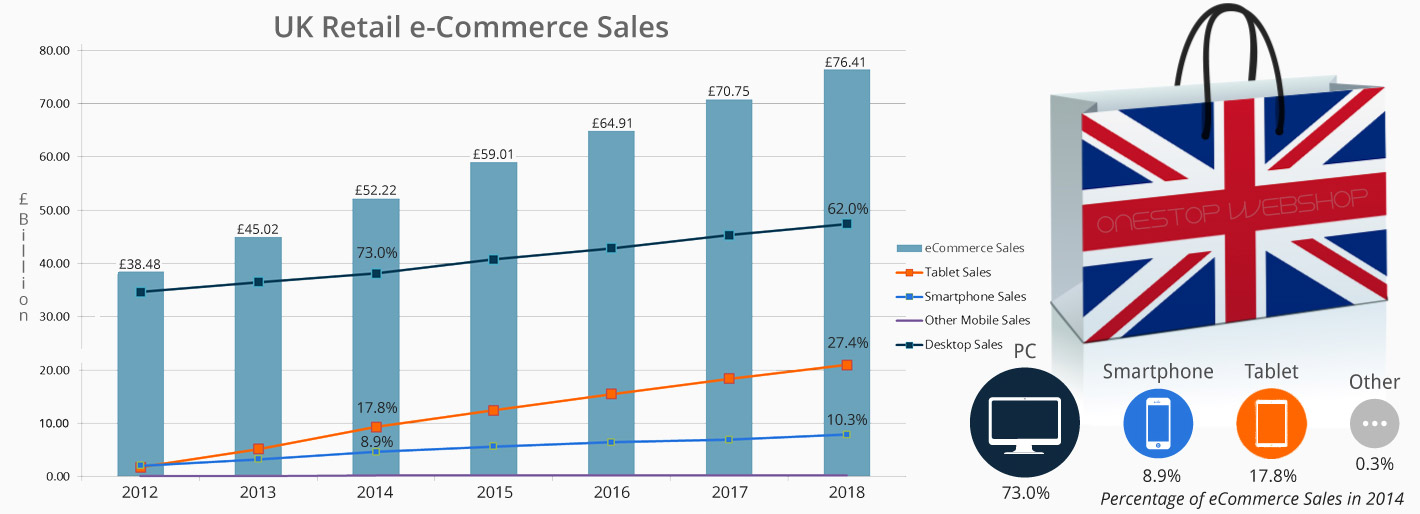 UK Retail e-Commerce Sales
£ Billion
80.00
70.00
60.00
50.00
40.00
30.00
20.00
10.00
0.00
£38.48
£45.02
£52.22
£59.01
£64.91
£70.75
£76.41
73.0%
62.0%
17.8%
27.4%
8.9%
10.3%
2012 2013 2014 2015 2016 2017 2018
eCommerce Sales
Tablet Sales
Smartphone Sales
Other Mobile Sales
Desktop Sales
ONESTOP WEBSHOP
PC
Smartphone
Tablet
Other
73.0%
8.9%
17.8%
0.3%
Percentage of eCommerce Sales in 2014